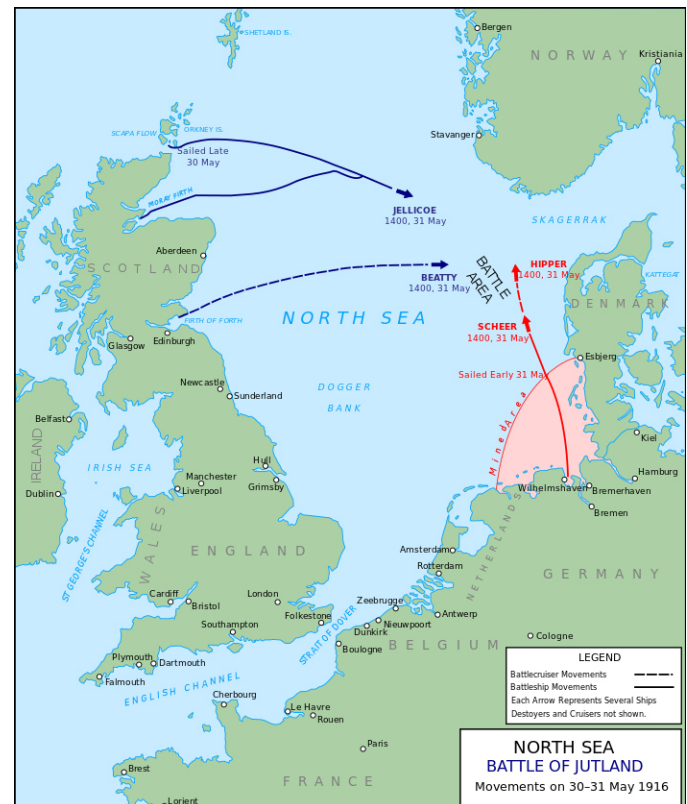 SHETLAND IS.
Bergen
NORWAY
Kristiania
SCAPA FLOW
ORKNEY IS.
Stavanger
Sailed Late
30 May
MORAY FIRTH
JELLICOE
1400, 31 May
SKAGERRAK
Aberdeen
SCOTLAND
BATTLE
AREA
HIPPER
1400, 31 May
BEATTY
1400, 31 May
KATTEGAT
DENMARK
NORTH SEA
FIRTH OF FORTH
SCHEER
1400, 31 May
Glasgow
Edinburgh
Esbjerg
Sailed Early 31 May
Newcastle
Sunderland
DOGGER
BANK
Mined Area
Belfast
IRELAND
Kiel
IRISH SEA
Hull
Manchester
Liverpool
Grimsby
Hamburg
Wilhelmshaven
Bremerhaven
Dublin
Bremen
ST GEORGE'S CHANNEL
WALES
ENGLAND
NETHERLANDS
Amsterdam
Rotterdam
GERMANY
Cardiff
Bristol
London
Zeebrugge
Folkestone
Antwerp
Southampton
STRAIT OF DOVER
Nieuwpoort
Dunkirk
Cologne
Boulogne
BELGIUM
Plymouth
Dartmouth
Falmouth
ENGLISH CHANNEL
Cherbourg
Le Havre
Rouen
Paris
Brest
FRANCE
Lorient
LEGEND
Battlecruiser Movements
Battleship Movements
Each Arrow Represents Several Ships
Destoyers and Cruisers not shown.
NORTH SEA
BATTLE OF JUTLAND
Movements on 30–31 May 1916